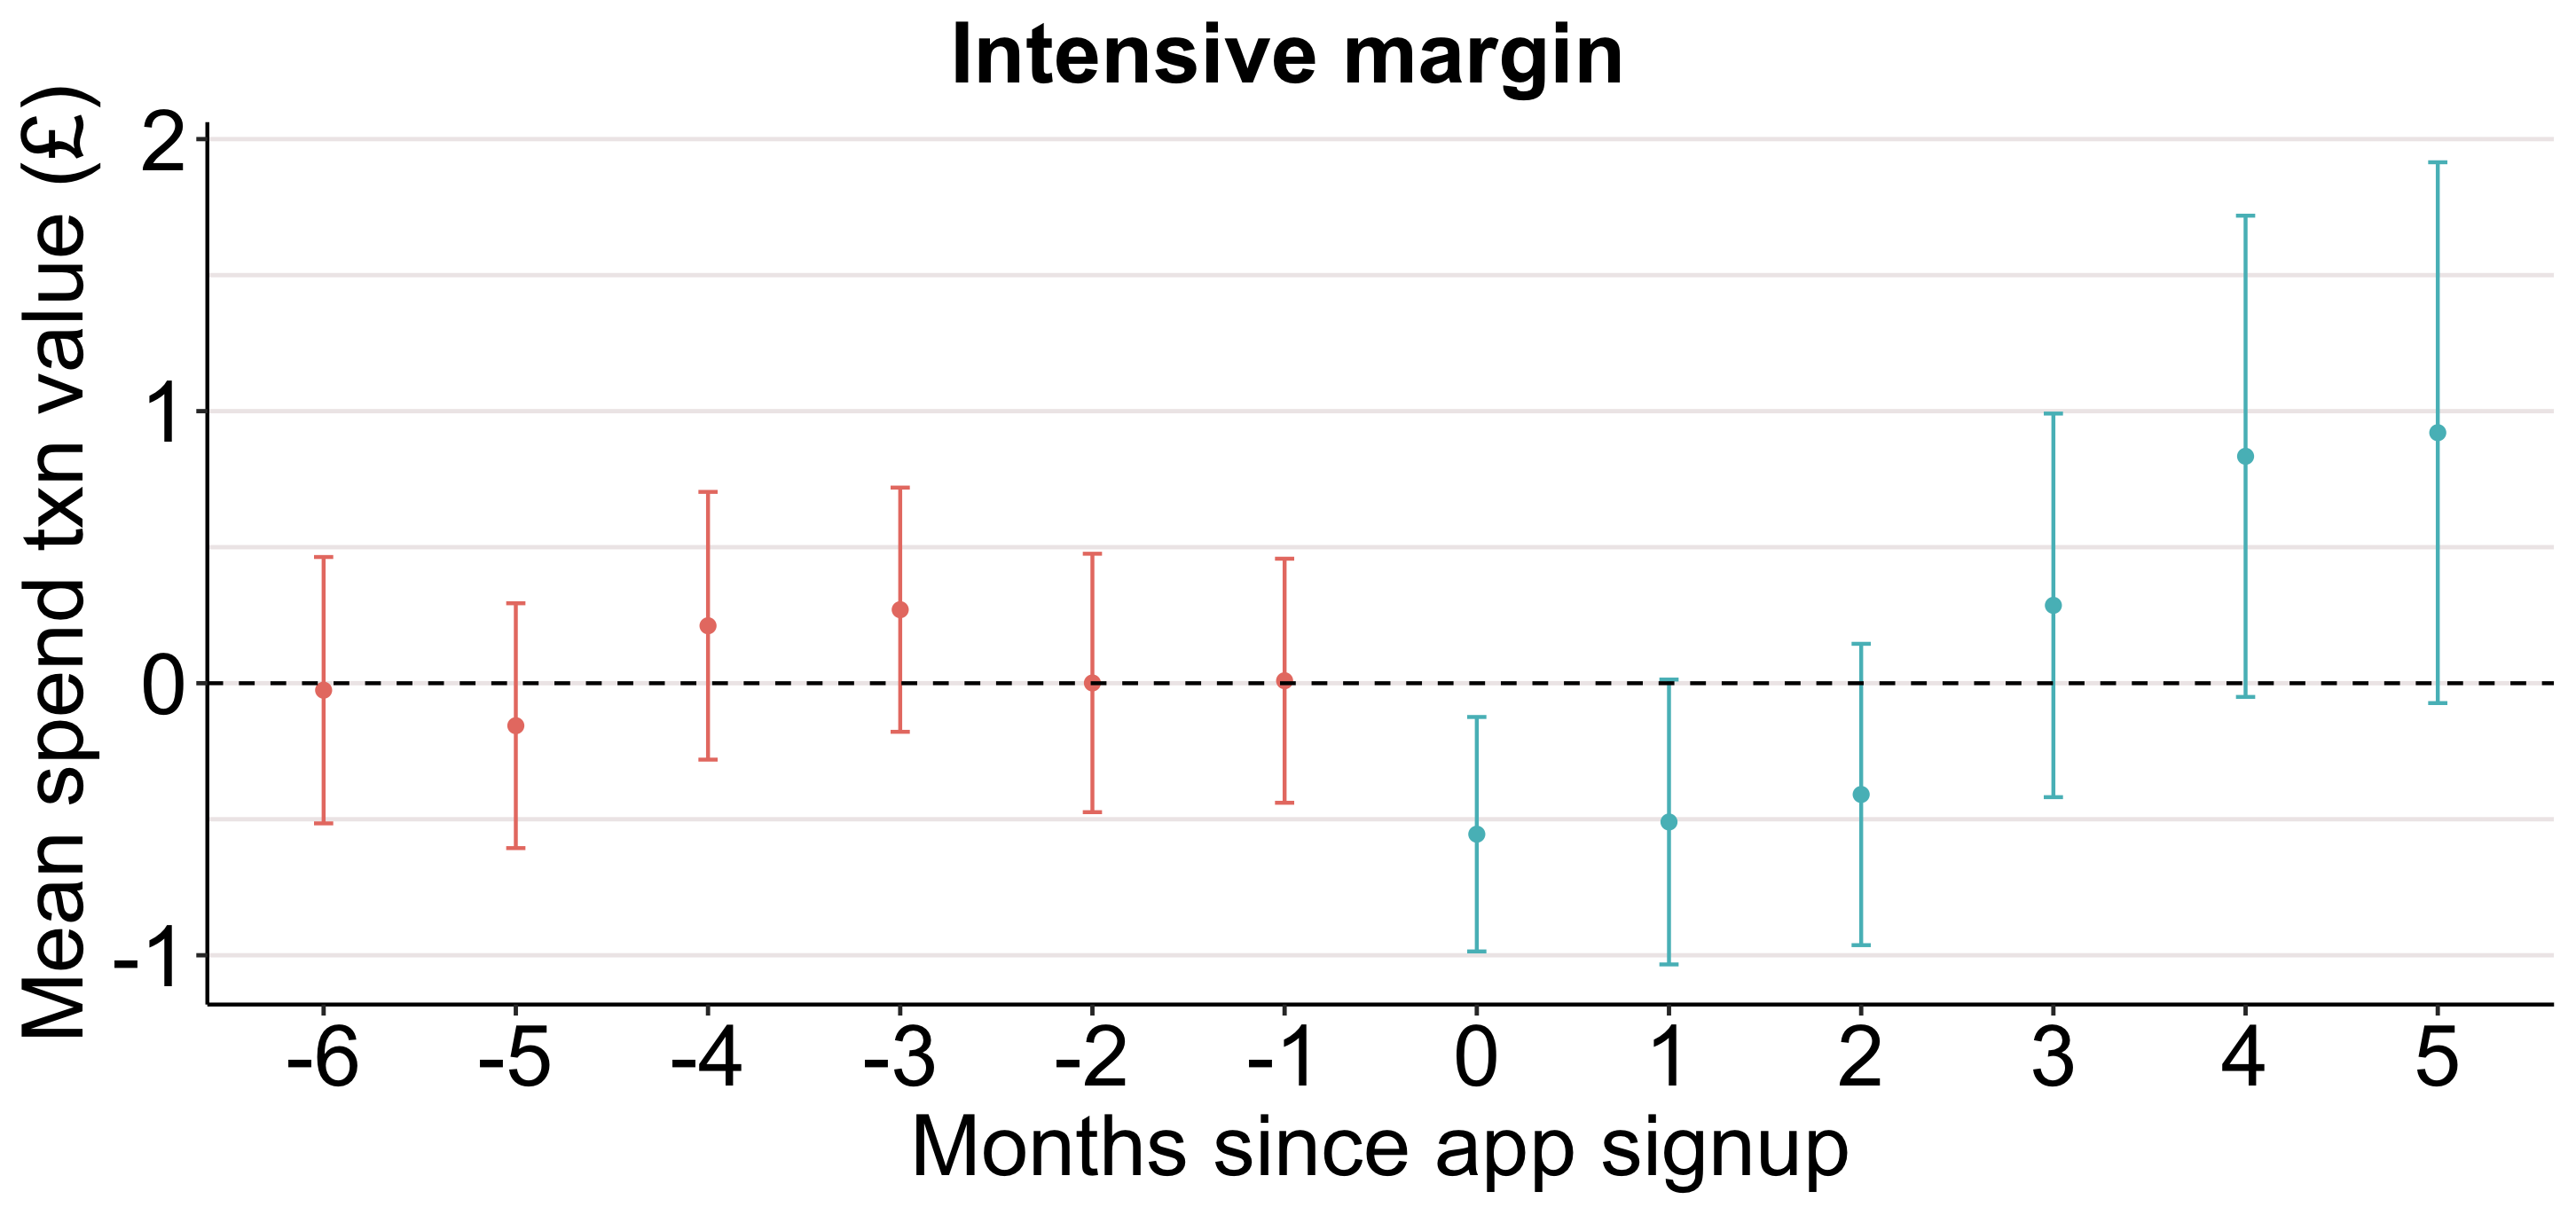 Intensive margin
Mean spend txn value (£)
2
1
0
-1
-6 -5 -4 -3 -2 -1 0 1 2 3 4 5
Months since app signup